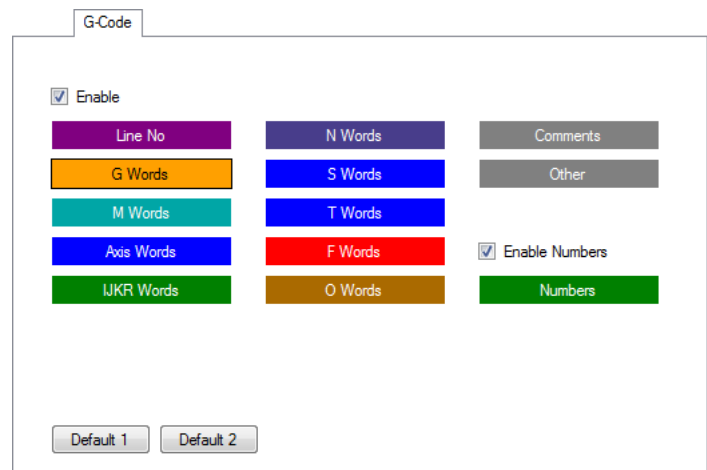 G-Code
Enable
Line No
N Words
Comments
G Words
S Words
Other
M Words
T Words
Axis Words
F Words
Enable Numbers
IJKR Words
O Words
Numbers
Default 1
Default 2